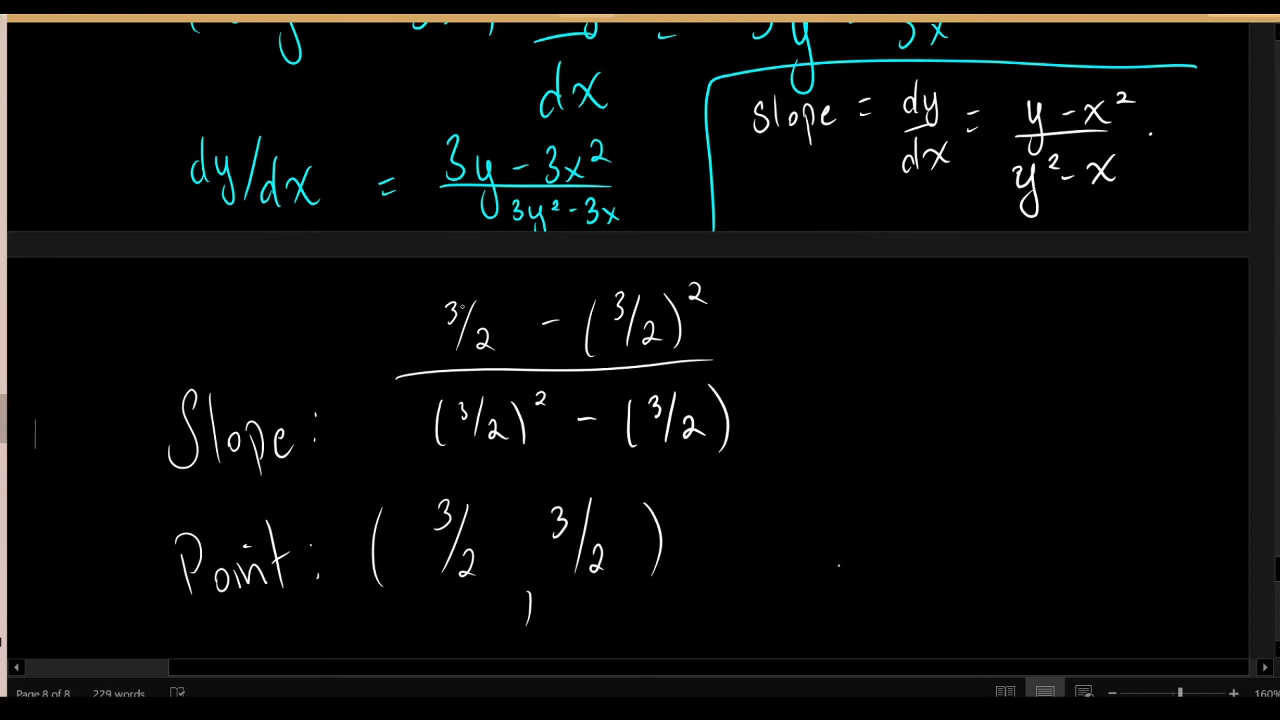 dx
slope = dy/dx = y - x² / y² - x .
dy/dx = 3y - 3x² / 3y² - 3x
3/2 - (3/2)²
Slope:
(3/2)² - (3/2)
Point: ( 3/2 , 3/2 )
Page 8 of 8 229 words 160%